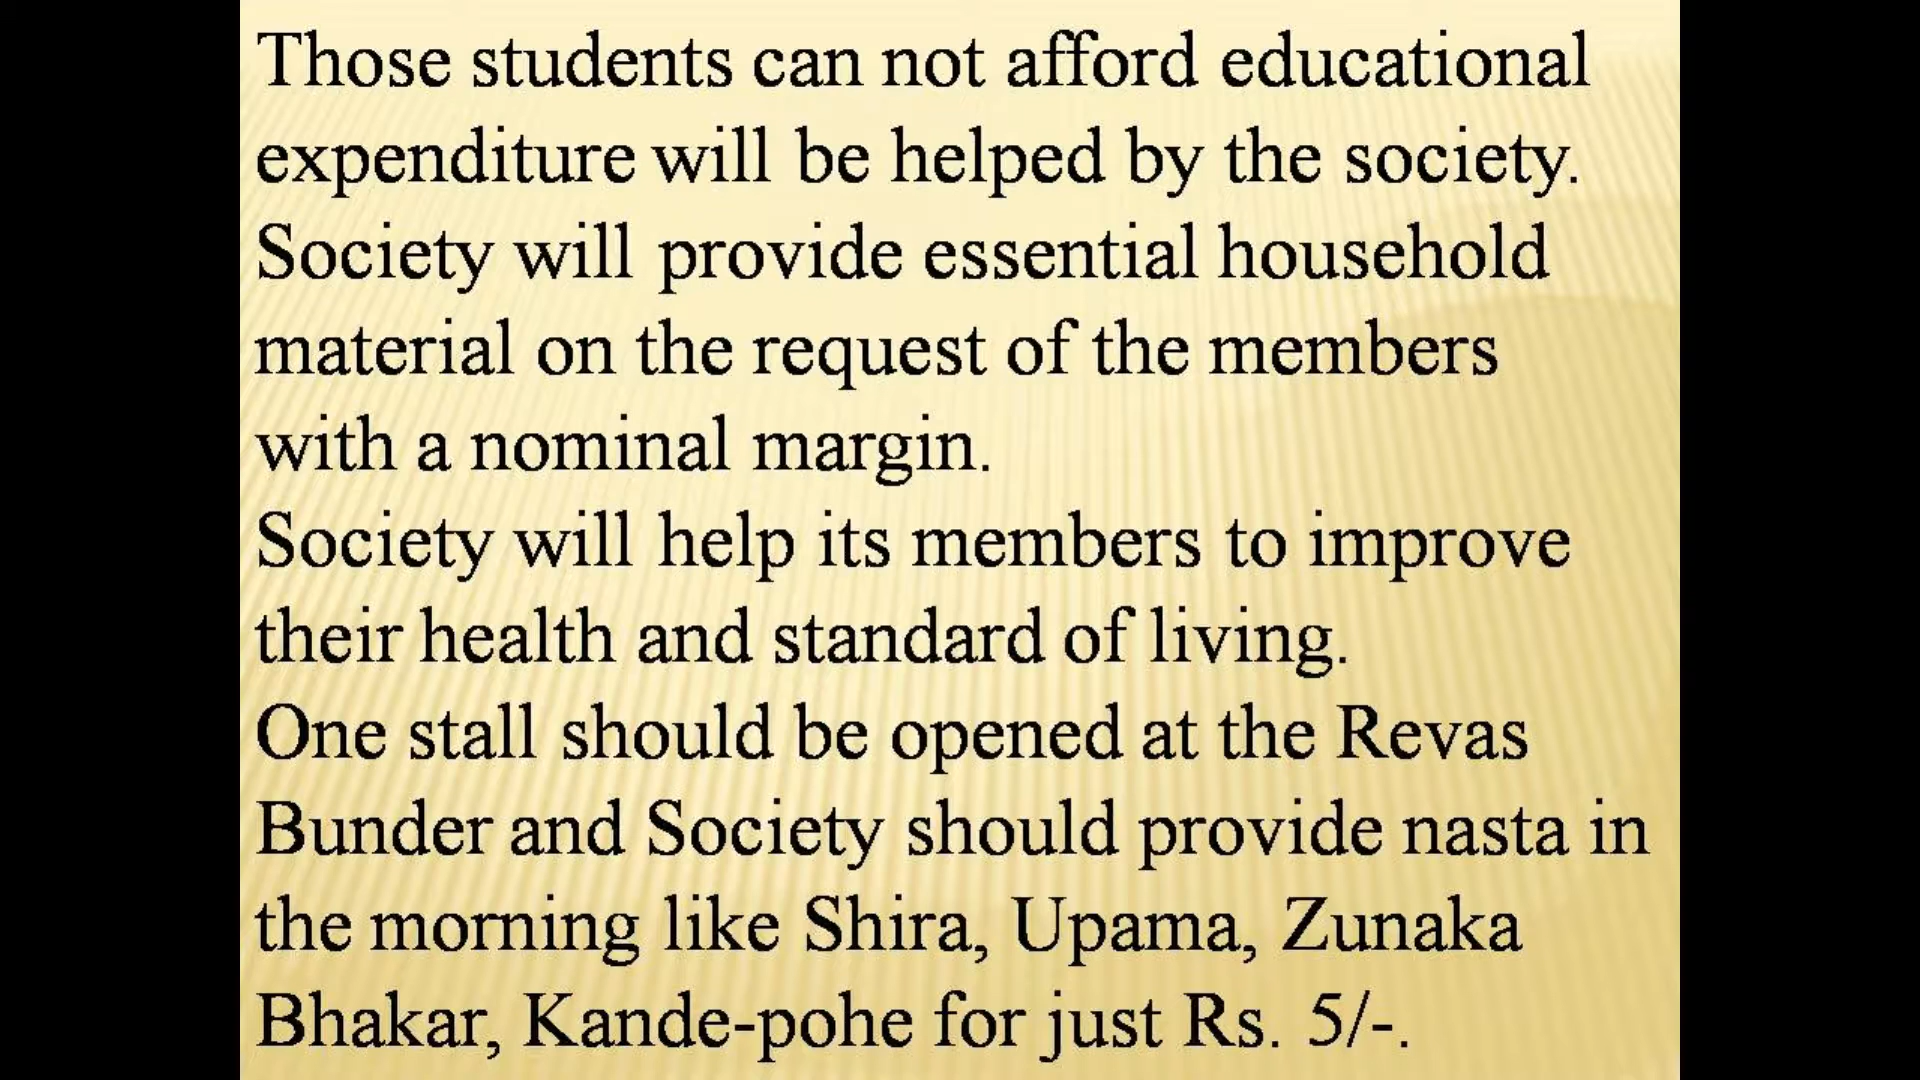 Those students can not afford educational
expenditure will be helped by the society.
Society will provide essential household
material on the request of the members
with a nominal margin.
Society will help its members to improve
their health and standard of living.
One stall should be opened at the Revas
Bunder and Society should provide nasta in
the morning like Shira, Upama, Zunaka
Bhakar, Kande-pohe for just Rs. 5/-.